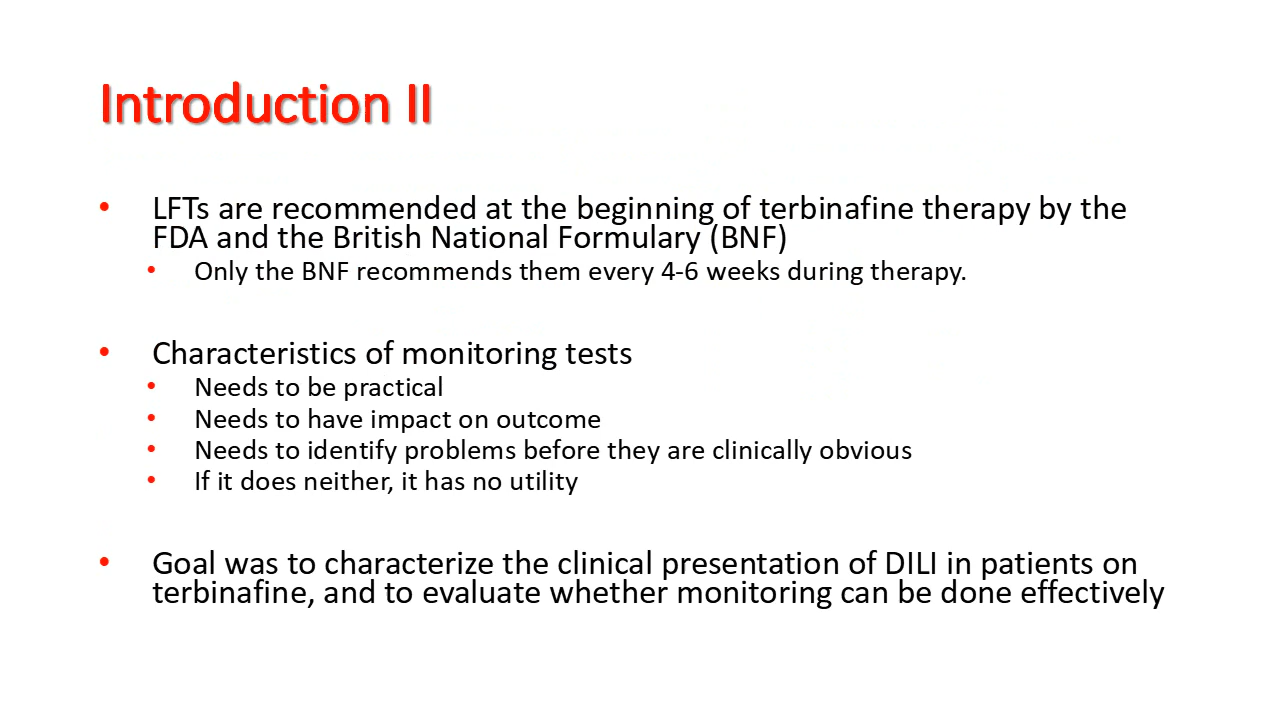 Introduction II
• LFTs are recommended at the beginning of terbinafine therapy by the
FDA and the British National Formulary (BNF)
• Only the BNF recommends them every 4-6 weeks during therapy.
• Characteristics of monitoring tests
• Needs to be practical
• Needs to have impact on outcome
• Needs to identify problems before they are clinically obvious
• If it does neither, it has no utility
• Goal was to characterize the clinical presentation of DILI in patients on
terbinafine, and to evaluate whether monitoring can be done effectively